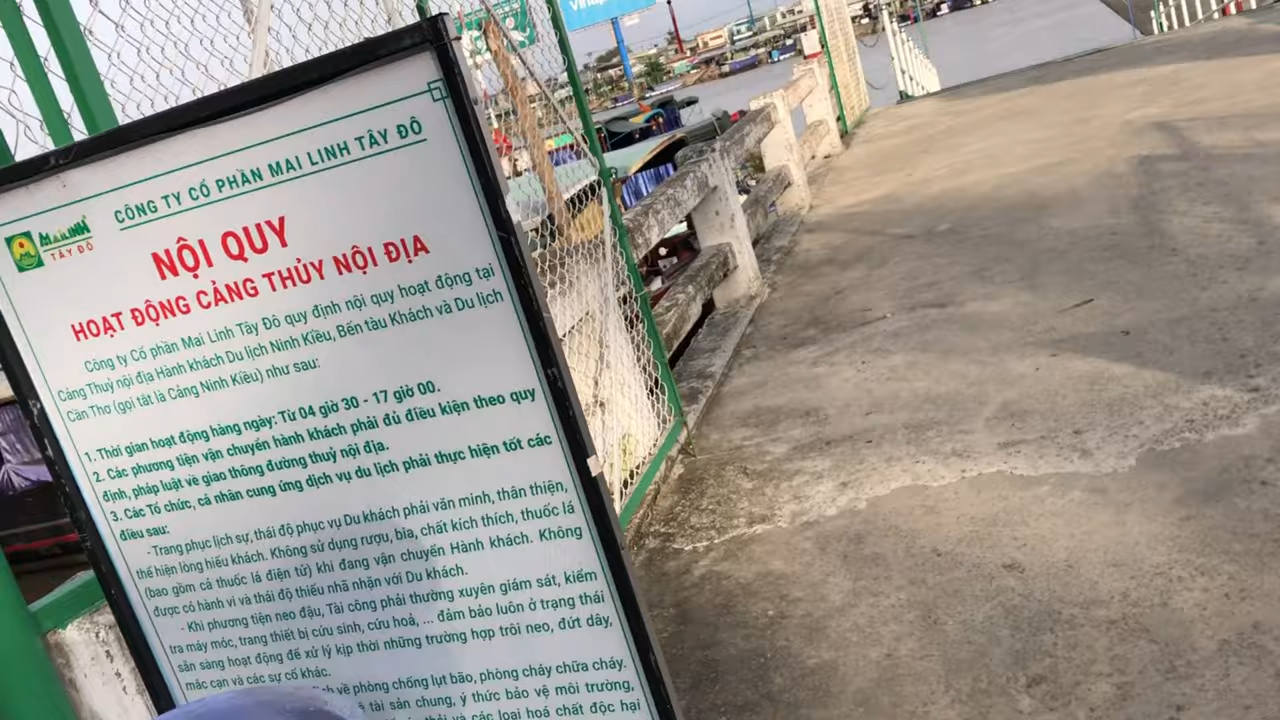 CÔNG TY CỔ PHẦN MAI LINH TÂY ĐÔ
MAILINH
TÂY ĐÔ
NỘI QUY
HOẠT ĐỘNG CẢNG THỦY NỘI ĐỊA
Công ty Cổ phần Mai Linh Tây Đô quy định nội quy hoạt động tại
Cảng Thuỷ nội địa Hành khách Du lịch Ninh Kiều, Bến tàu Khách và Du lịch
Cần Thơ (gọi tắt là Cảng Ninh Kiều) như sau:
1. Thời gian hoạt động hàng ngày: Từ 04 giờ 30 - 17 giờ 00.
2. Các phương tiện vận chuyển hành khách phải đủ điều kiện theo quy
định, pháp luật về giao thông đường thuỷ nội địa.
3. Các Tổ chức, cá nhân cung ứng dịch vụ du lịch phải thực hiện tốt các
điều sau:
- Trang phục lịch sự, thái độ phục vụ Du khách phải văn minh, thân thiện,
thể hiện lòng hiếu khách. Không sử dụng rượu, bia, chất kích thích, thuốc lá
(bao gồm cả thuốc lá điện tử) khi đang vận chuyển Hành khách. Không
được có hành vi và thái độ thiếu nhã nhặn với Du khách.
- Khi phương tiện neo đậu, Tài công phải thường xuyên giám sát, kiểm
tra máy móc, trang thiết bị cứu sinh, cứu hoả, ... đảm bảo luôn ở trạng thái
sẵn sàng hoạt động để xử lý kịp thời những trường hợp trôi neo, đứt dây,
mắc cạn và các sự cố khác.
về phòng chống lụt bão, phòng cháy chữa cháy.
tài sản chung, ý thức bảo vệ môi trường,
thải và các loại hoá chất độc hại